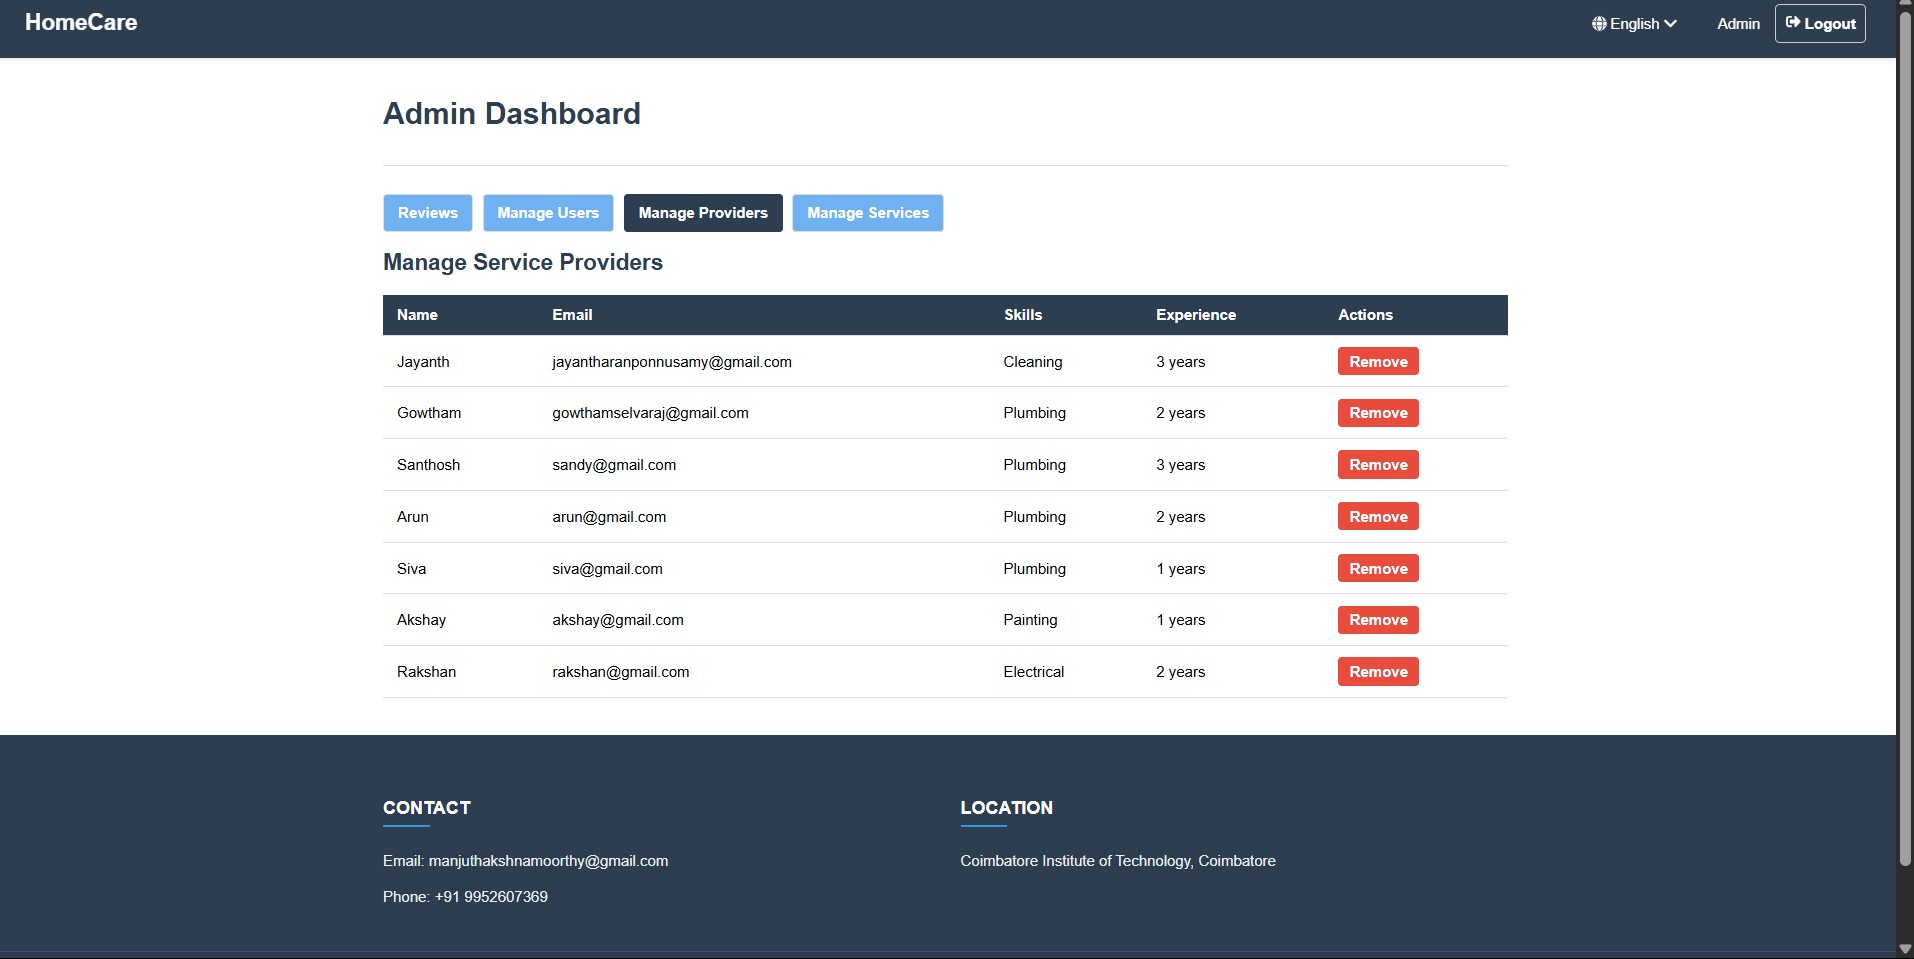 HomeCare
English
Admin
Logout
Admin Dashboard
Reviews
Manage Users
Manage Providers
Manage Services
Manage Service Providers
Name Email Skills Experience Actions
Jayanth jayantharanponnusamy@gmail.com Cleaning 3 years Remove
Gowtham gowthamselvaraj@gmail.com Plumbing 2 years Remove
Santhosh sandy@gmail.com Plumbing 3 years Remove
Arun arun@gmail.com Plumbing 2 years Remove
Siva siva@gmail.com Plumbing 1 years Remove
Akshay akshay@gmail.com Painting 1 years Remove
Rakshan rakshan@gmail.com Electrical 2 years Remove
CONTACT
Email: manjuthakshnamoorthy@gmail.com
Phone: +91 9952607369
LOCATION
Coimbatore Institute of Technology, Coimbatore